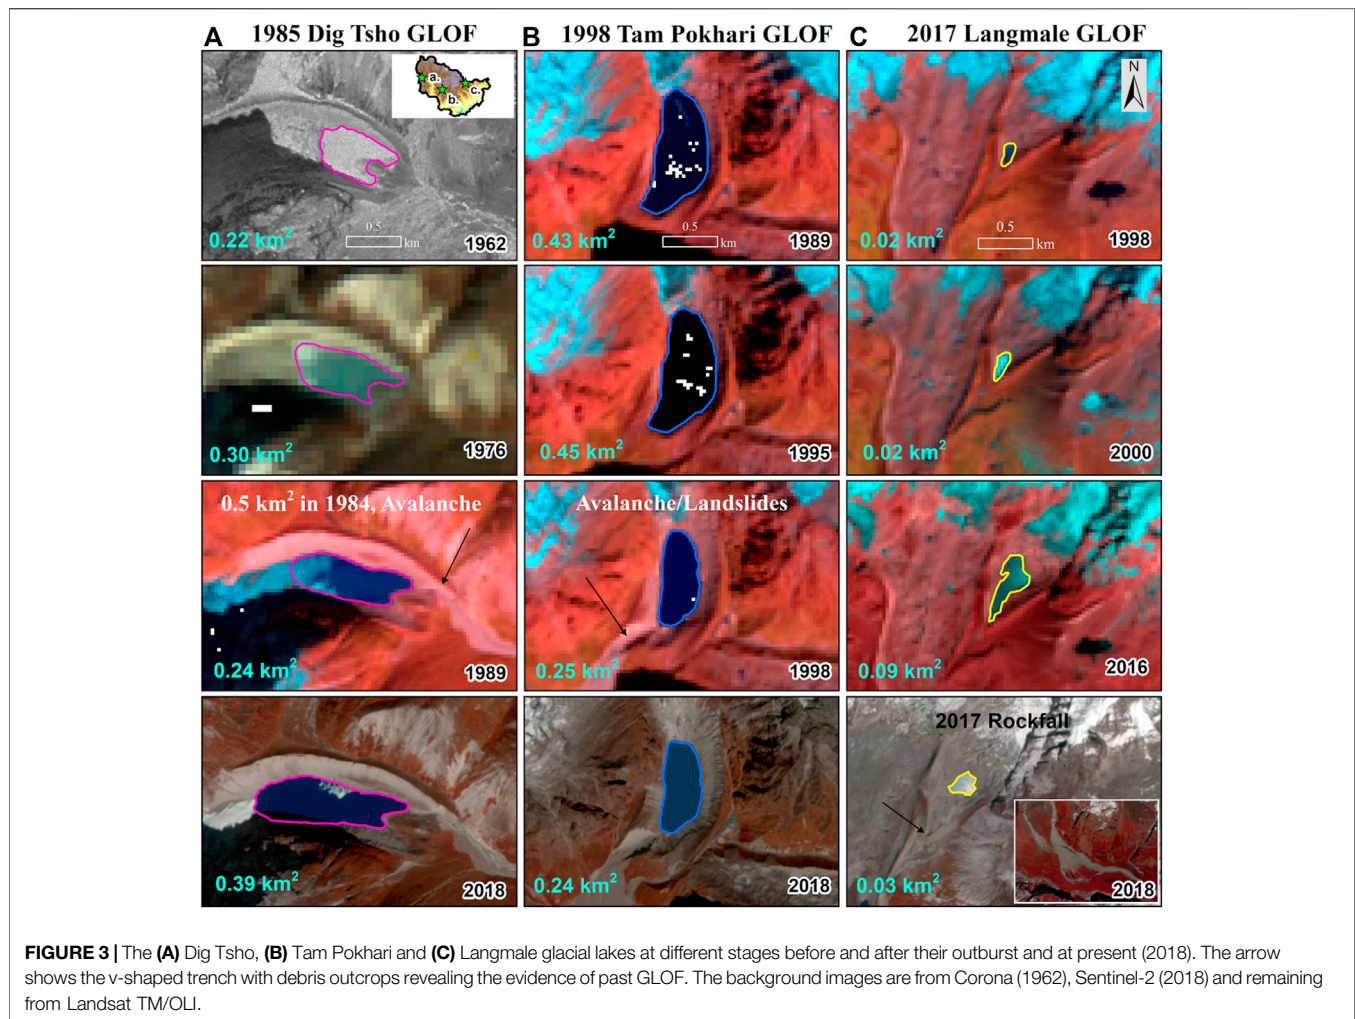 A 1985 Dig Tsho GLOF
B 1998 Tam Pokhari GLOF
C 2017 Langmale GLOF
a.
b.
c.
0.22 km²
0.5
km
1962
0.43 km²
0.5
km
1989
N
0.02 km²
0.5
km
1998
0.30 km²
1976
0.45 km²
1995
0.02 km²
2000
0.5 km² in 1984, Avalanche
0.24 km²
1989
Avalanche/Landslides
0.25 km²
1998
0.09 km²
2016
0.39 km²
2018
0.24 km²
2018
2017 Rockfall
0.03 km²
2018
FIGURE 3 | The (A) Dig Tsho, (B) Tam Pokhari and (C) Langmale glacial lakes at different stages before and after their outburst and at present (2018). The arrow
shows the v-shaped trench with debris outcrops revealing the evidence of past GLOF. The background images are from Corona (1962), Sentinel-2 (2018) and remaining
from Landsat TM/OLI.